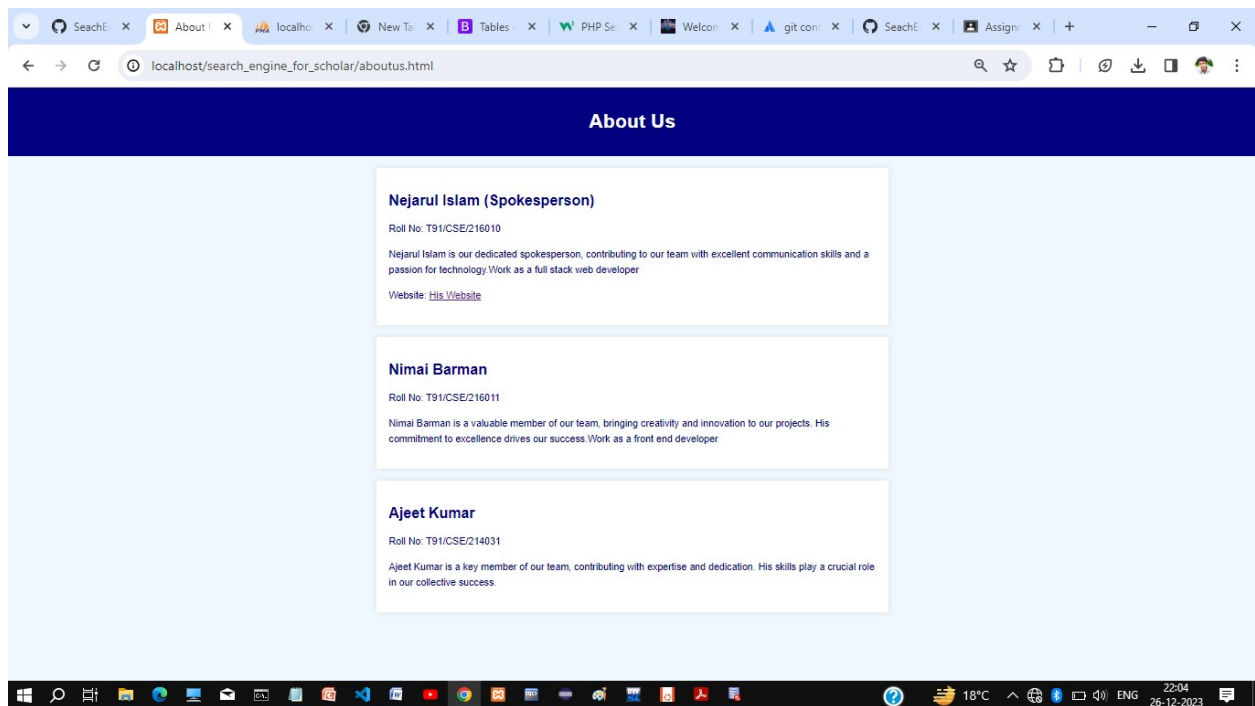 SeachE
About U
localho
New Ta
Tables -
PHP Se
Welcon
git conf
SeachE
Assignm
localhost/search_engine_for_scholar/aboutus.html
About Us
Nejarul Islam (Spokesperson)
Roll No: T91/CSE/216010
Nejarul Islam is our dedicated spokesperson, contributing to our team with excellent communication skills and a
passion for technology.Work as a full stack web developer
Website: His Website
Nimai Barman
Roll No: T91/CSE/216011
Nimai Barman is a valuable member of our team, bringing creativity and innovation to our projects. His
commitment to excellence drives our success.Work as a front end developer
Ajeet Kumar
Roll No: T91/CSE/214031
Ajeet Kumar is a key member of our team, contributing with expertise and dedication. His skills play a crucial role
in our collective success.
18°C
ENG
22:04
26-12-2023